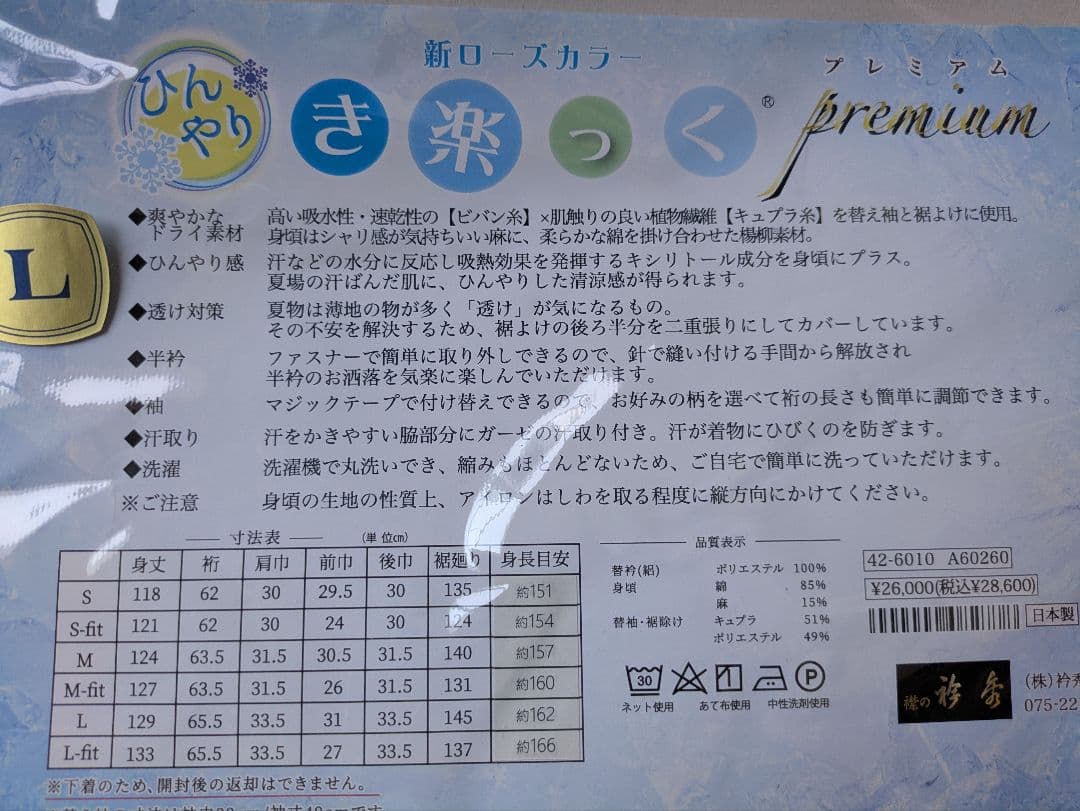 新ローズカラー
ひん
やり
き楽っく®
プレミアム
premium
L
◆爽やかな
ドライ素材
高い吸水性・速乾性の【ビバン糸】×肌触りの良い植物繊維【キュプラ糸】を替え袖と裾よけに使用。
身頃はシャリ感が気持ちいい麻に、柔らかな綿を掛け合わせた楊柳素材。
◆ひんやり感 汗などの水分に反応し吸熱効果を発揮するキシリトール成分を身頃にプラス。
夏場の汗ばんだ肌に、ひんやりした清涼感が得られます。
◆透け対策 夏物は薄地の物が多く「透け」が気になるもの。
その不安を解決するため、裾よけの後ろ半分を二重張りにしてカバーしています。
◆半衿 ファスナーで簡単に取り外しできるので、針で縫い付ける手間から解放され
半衿のお洒落を気楽に楽しんでいただけます。
◆袖 マジックテープで付け替えできるので、お好みの柄を選べて裄の長さも簡単に調節できます。
◆汗取り 汗をかきやすい脇部分にガーゼの汗取り付き。汗が着物にひびくのを防ぎます。
◆洗濯 洗濯機で丸洗いでき、縮みもほとんどないため、ご自宅で簡単に洗っていただけます。
※ご注意 身頃の生地の性質上、アイロンはしわを取る程度に縦方向にかけてください。
寸法表 (単位㎝)
身丈 裄 肩巾 前巾 後巾 裾廻り 身長目安
S 118 62 30 29.5 30 135 約151
S-fit 121 62 30 24 30 124 約154
M 124 63.5 31.5 30.5 31.5 140 約157
M-fit 127 63.5 31.5 26 31.5 131 約160
L 129 65.5 33.5 31 33.5 145 約162
L-fit 133 65.5 33.5 27 33.5 137 約166
※下着のため、開封後の返却はできません。
品質表示
替衿(絽) ポリエステル 100%
身頃 綿 85%
麻 15%
替袖・裾除け キュプラ 51%
ポリエステル 49%
30
P
ネット使用 あて布使用 中性洗剤使用
42-6010 A60260
¥26,000(税込¥28,600)
日本製
襟の 衿秀
(株)衿秀
075-22